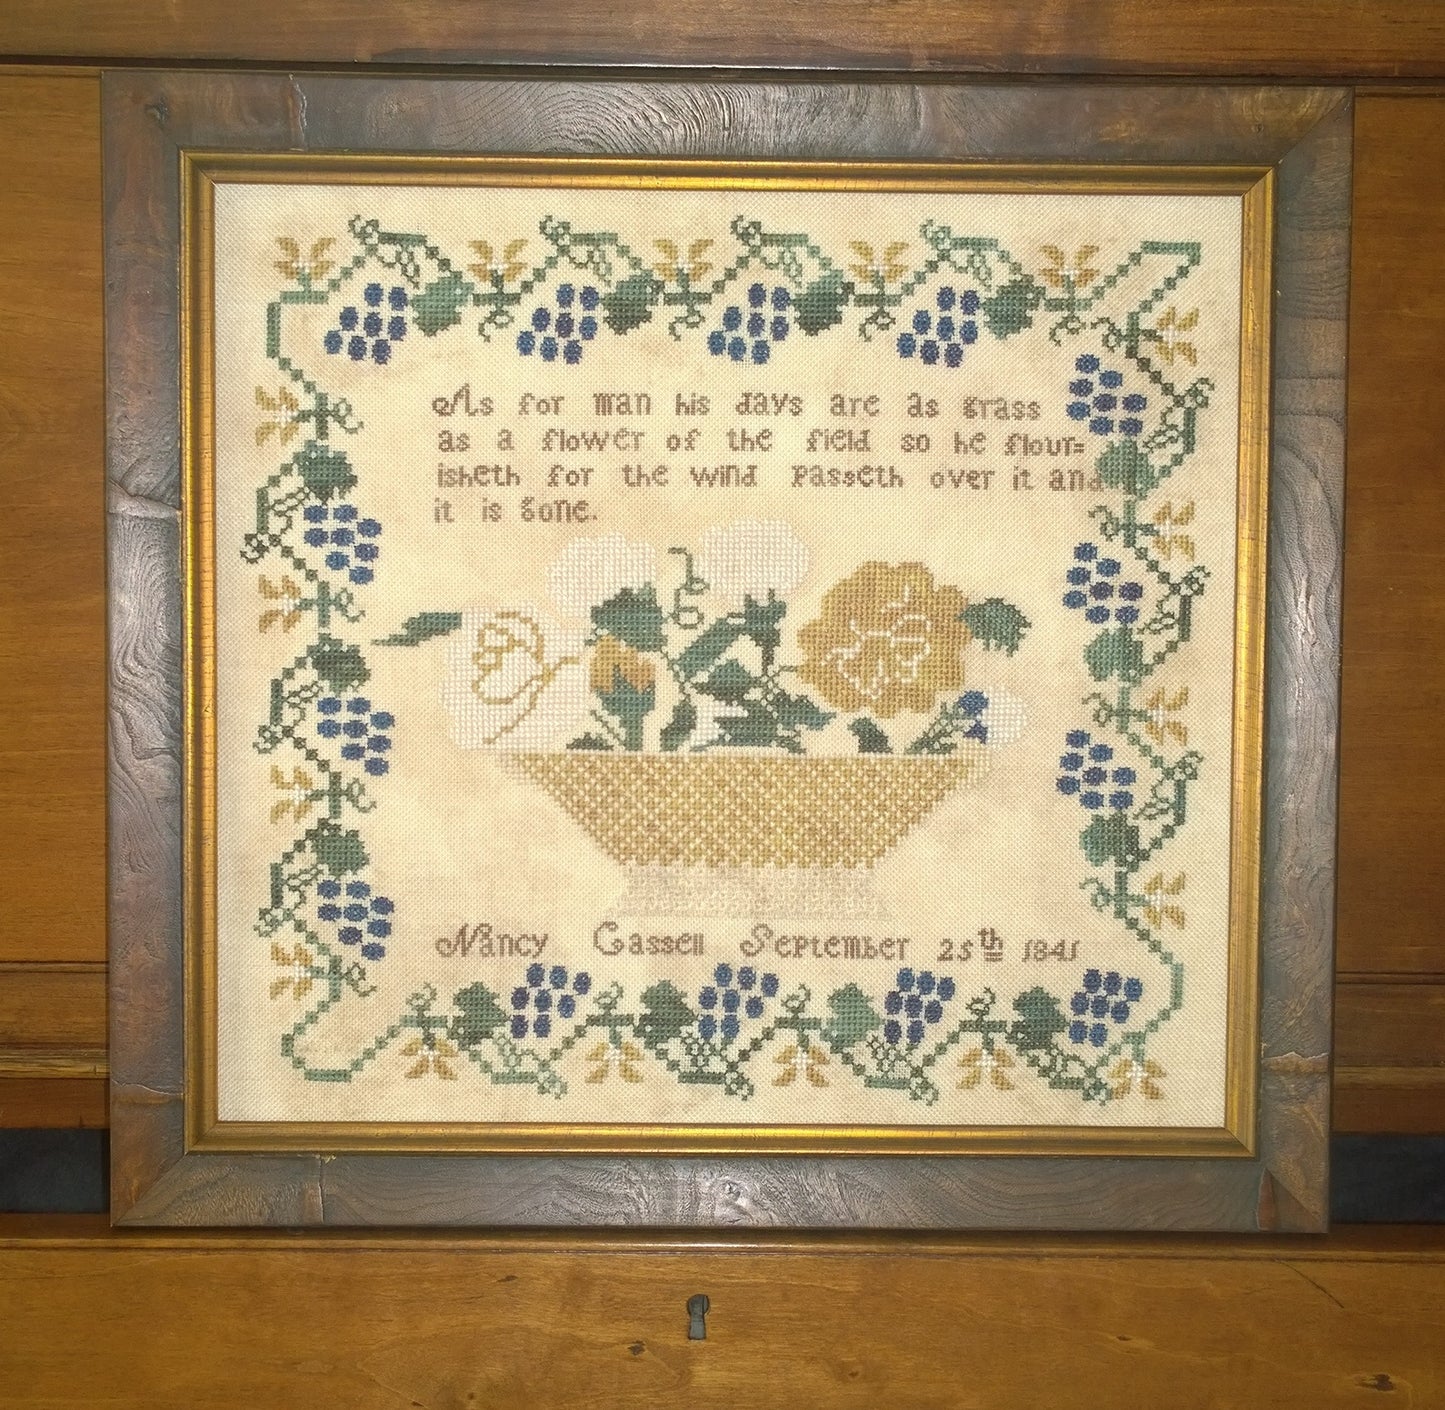 As for man his days are as grass
as a flower of the field so he flour=
isheth for the wind passeth over it and
it is gone.
Nancy Cassell September 25th 1841